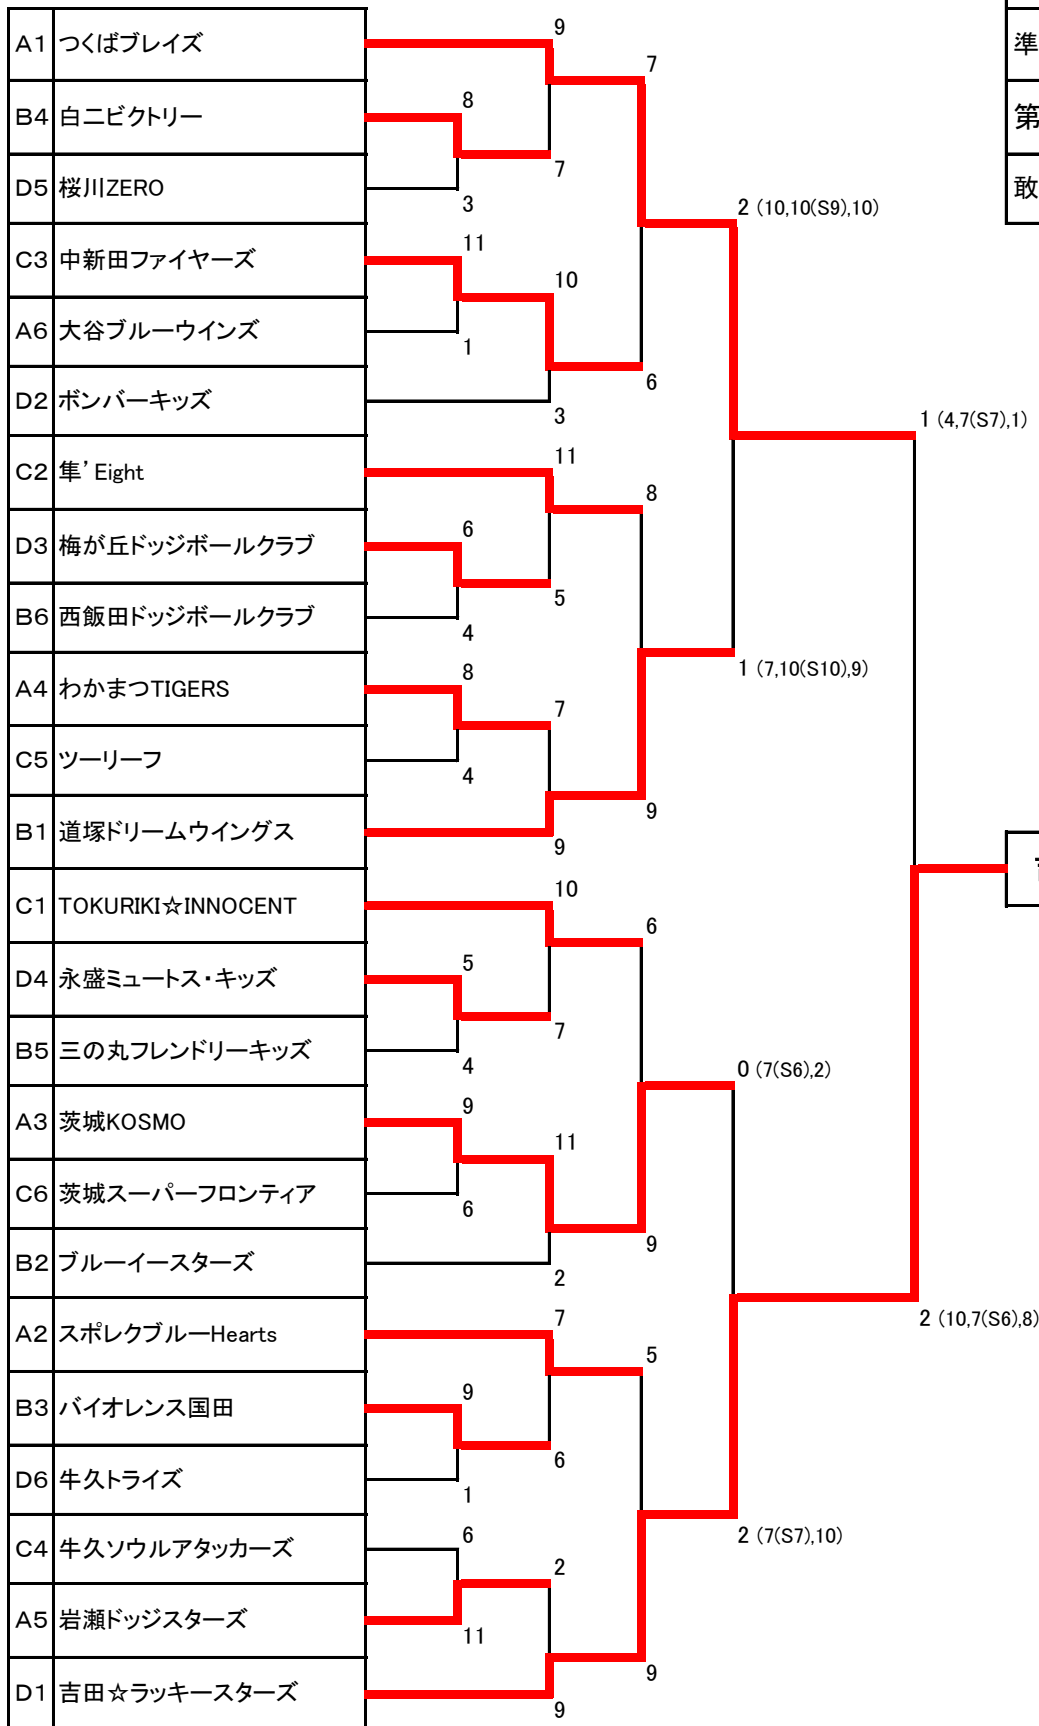 A1 つくばブレイズ
B4 白二ビクトリー
D5 桜川ZERO
C3 中新田ファイヤーズ
A6 大谷ブルーウインズ
D2 ボンバーキッズ
C2 隼’Eight
D3 梅が丘ドッジボールクラブ
B6 西飯田ドッジボールクラブ
A4 わかまつTIGERS
C5 ツーリーフ
B1 道塚ドリームウイングス
C1 TOKURIKI☆INNOCENT
D4 永盛ミュートス・キッズ
B5 三の丸フレンドリーキッズ
A3 茨城KOSMO
C6 茨城スーパーフロンティア
B2 ブルーイースターズ
A2 スポレクブルーHearts
B3 バイオレンス国田
D6 牛久トライズ
C4 牛久ソウルアタッカーズ
A5 岩瀬ドッジスターズ
D1 吉田☆ラッキースターズ
8
3
11
1
6
4
8
4
5
4
9
6
9
1
6
11
9
7
10
3
11
5
7
9
10
7
11
2
7
6
2
9
7
6
8
9
6
9
5
9
2 (10,10(S9),10)
1 (7,10(S10),9)
0 (7(S6),2)
2 (7(S7),10)
1 (4,7(S7),1)
2 (10,7(S6),8)
準
第
敢